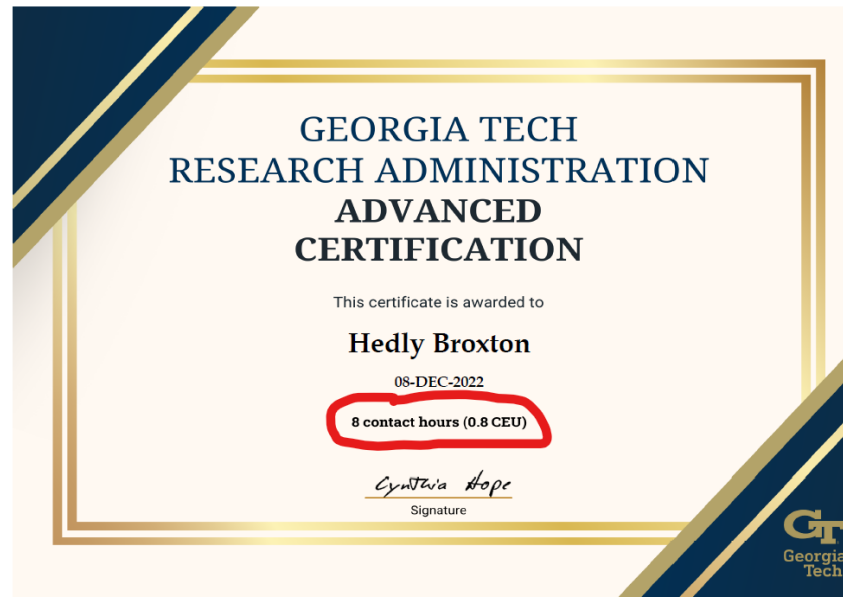 GEORGIA TECH
RESEARCH ADMINISTRATION
ADVANCED
CERTIFICATION
This certificate is awarded to
Hedly Broxton
08-DEC-2022
8 contact hours (0.8 CEU)
Cynthia Hope
Signature
GT
Georgia
Tech